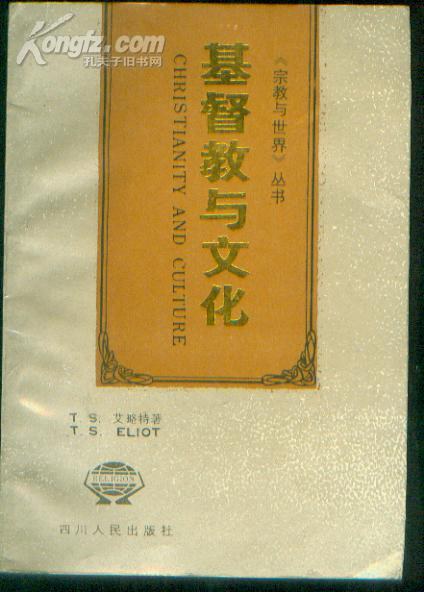 Kongfz.com
孔夫子旧书网
《宗教与世界》丛书
基督教与文化
CHRISTIANITY AND CULTURE
T. S. 艾略特著
T. S. ELIOT
RELIGION
四川人民出版社